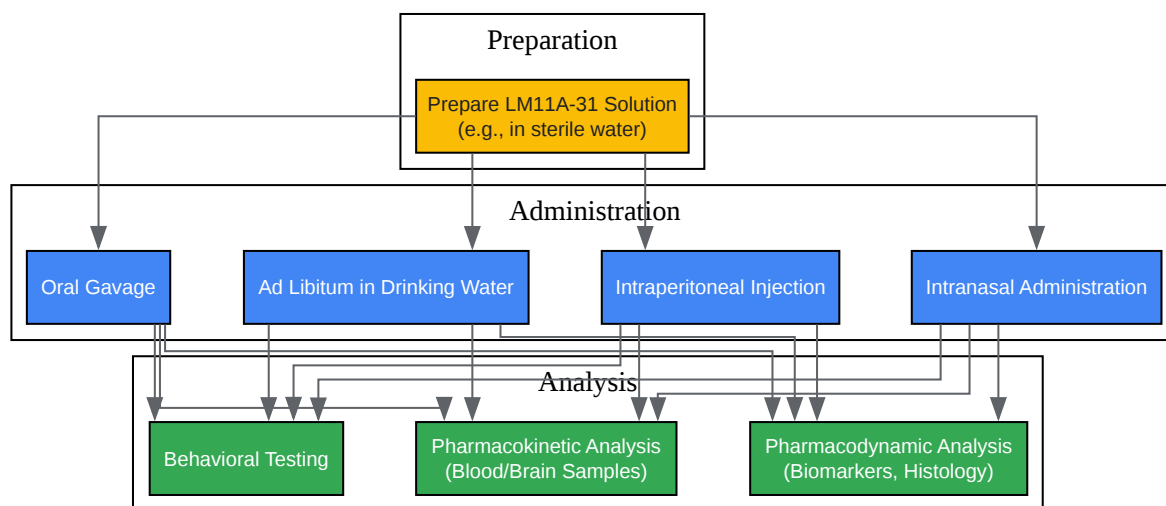 Preparation
Prepare LM11A-31 Solution
(e.g., in sterile water)
Administration
Oral Gavage
Ad Libitum in Drinking Water
Intraperitoneal Injection
Intranasal Administration
Analysis
Behavioral Testing
Pharmacokinetic Analysis
(Blood/Brain Samples)
Pharmacodynamic Analysis
(Biomarkers, Histology)